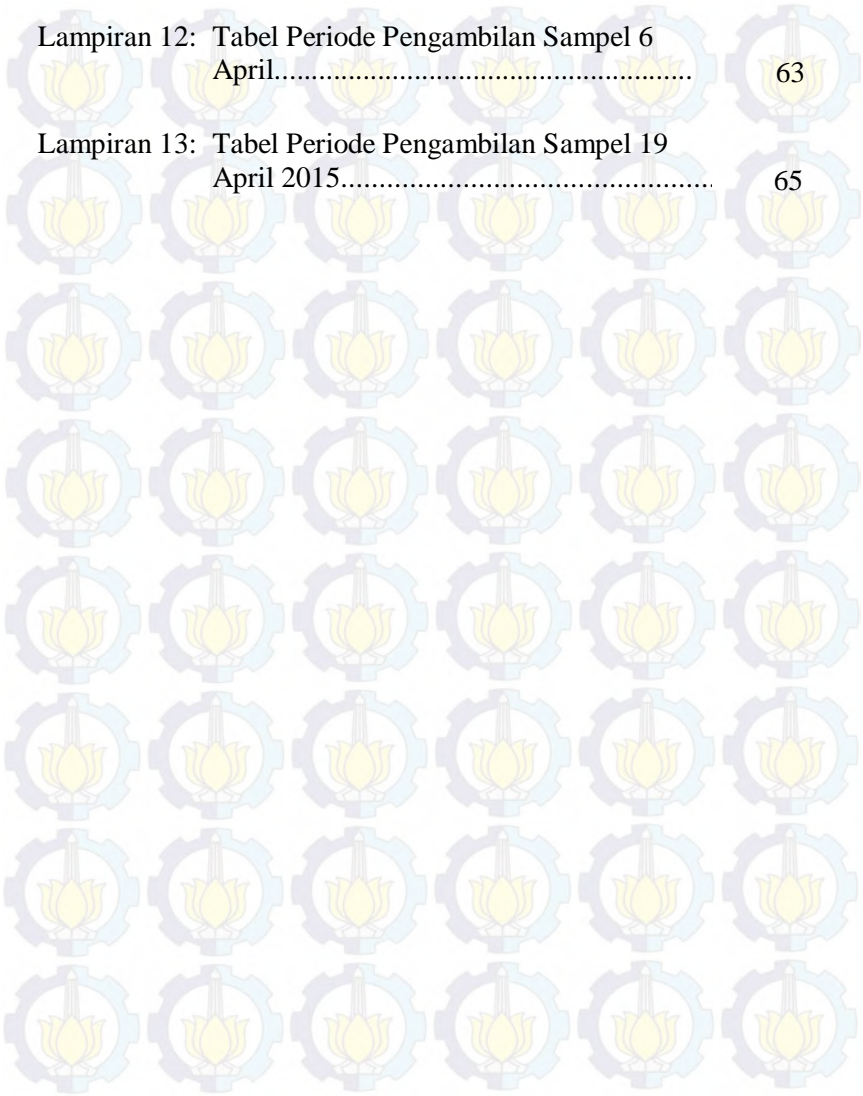 Lampiran 12: Tabel Periode Pengambilan Sampel 6
April........................................................ 63
Lampiran 13: Tabel Periode Pengambilan Sampel 19
April 2015................................................. 65